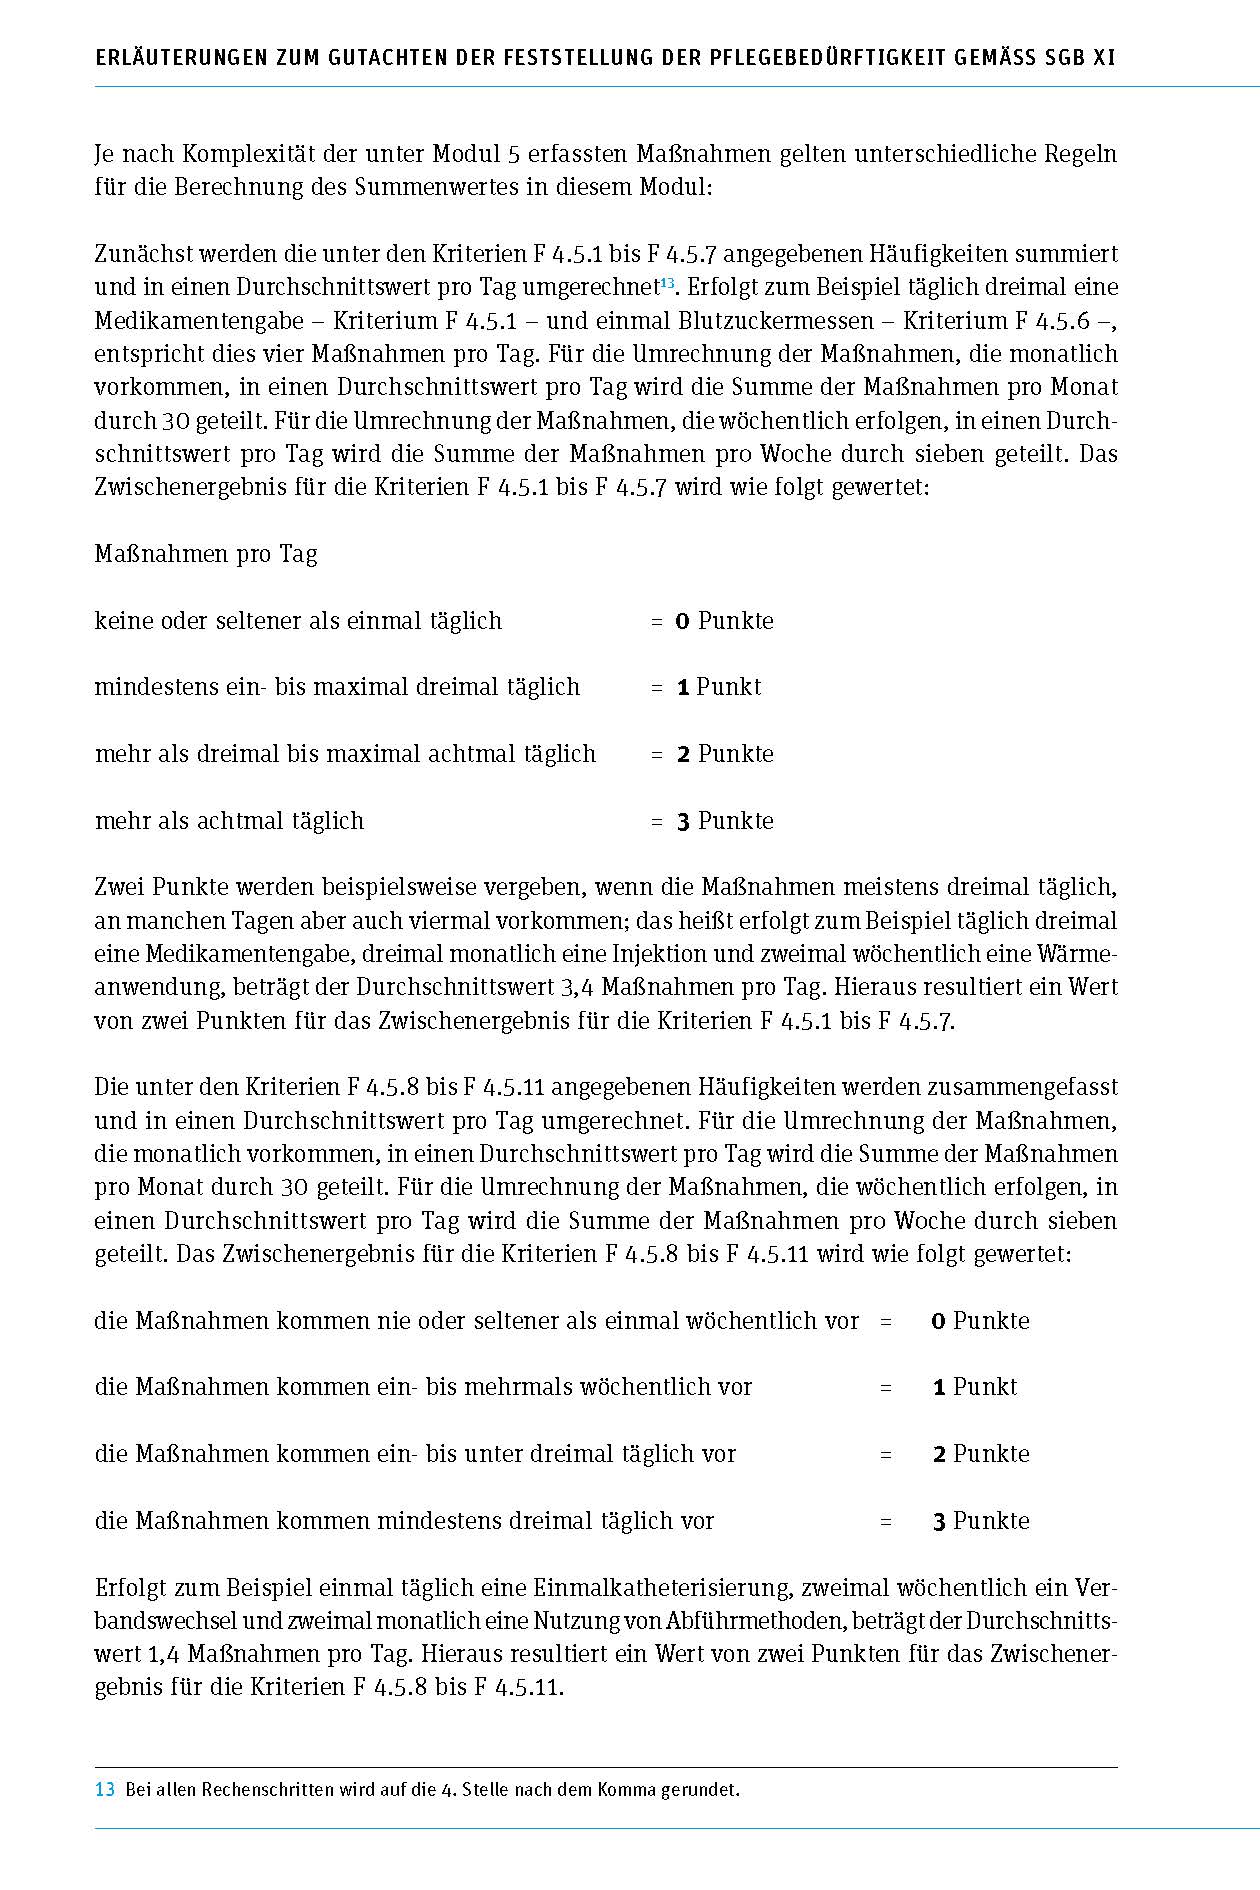 ERLÄUTERUNGEN ZUM GUTACHTEN DER FESTSTELLUNG DER PFLEGEBEDÜRFTIGKEIT GEMÄSS SGB XI
Je nach Komplexität der unter Modul 5 erfassten Maßnahmen gelten unterschiedliche Regeln
für die Berechnung des Summenwertes in diesem Modul:
Zunächst werden die unter den Kriterien F 4.5.1 bis F 4.5.7 angegebenen Häufigkeiten summiert
und in einen Durchschnittswert pro Tag umgerechnet13. Erfolgt zum Beispiel täglich dreimal eine
Medikamentengabe – Kriterium F 4.5.1 – und einmal Blutzuckermessen – Kriterium F 4.5.6 –,
entspricht dies vier Maßnahmen pro Tag. Für die Umrechnung der Maßnahmen, die monatlich
vorkommen, in einen Durchschnittswert pro Tag wird die Summe der Maßnahmen pro Monat
durch 30 geteilt. Für die Umrechnung der Maßnahmen, die wöchentlich erfolgen, in einen Durch-
schnittswert pro Tag wird die Summe der Maßnahmen pro Woche durch sieben geteilt. Das
Zwischenergebnis für die Kriterien F 4.5.1 bis F 4.5.7 wird wie folgt gewertet:
Maßnahmen pro Tag
keine oder seltener als einmal täglich = 0 Punkte
mindestens ein- bis maximal dreimal täglich = 1 Punkt
mehr als dreimal bis maximal achtmal täglich = 2 Punkte
mehr als achtmal täglich = 3 Punkte
Zwei Punkte werden beispielsweise vergeben, wenn die Maßnahmen meistens dreimal täglich,
an manchen Tagen aber auch viermal vorkommen; das heißt erfolgt zum Beispiel täglich dreimal
eine Medikamentengabe, dreimal monatlich eine Injektion und zweimal wöchentlich eine Wärme-
anwendung, beträgt der Durchschnittswert 3,4 Maßnahmen pro Tag. Hieraus resultiert ein Wert
von zwei Punkten für das Zwischenergebnis für die Kriterien F 4.5.1 bis F 4.5.7.
Die unter den Kriterien F 4.5.8 bis F 4.5.11 angegebenen Häufigkeiten werden zusammengefasst
und in einen Durchschnittswert pro Tag umgerechnet. Für die Umrechnung der Maßnahmen,
die monatlich vorkommen, in einen Durchschnittswert pro Tag wird die Summe der Maßnahmen
pro Monat durch 30 geteilt. Für die Umrechnung der Maßnahmen, die wöchentlich erfolgen, in
einen Durchschnittswert pro Tag wird die Summe der Maßnahmen pro Woche durch sieben
geteilt. Das Zwischenergebnis für die Kriterien F 4.5.8 bis F 4.5.11 wird wie folgt gewertet:
die Maßnahmen kommen nie oder seltener als einmal wöchentlich vor = 0 Punkte
die Maßnahmen kommen ein- bis mehrmals wöchentlich vor = 1 Punkt
die Maßnahmen kommen ein- bis unter dreimal täglich vor = 2 Punkte
die Maßnahmen kommen mindestens dreimal täglich vor = 3 Punkte
Erfolgt zum Beispiel einmal täglich eine Einmalkatheterisierung, zweimal wöchentlich ein Ver-
bandswechsel und zweimal monatlich eine Nutzung von Abführmethoden, beträgt der Durchschnitts-
wert 1,4 Maßnahmen pro Tag. Hieraus resultiert ein Wert von zwei Punkten für das Zwischener-
gebnis für die Kriterien F 4.5.8 bis F 4.5.11.
13 Bei allen Rechenschritten wird auf die 4. Stelle nach dem Komma gerundet.